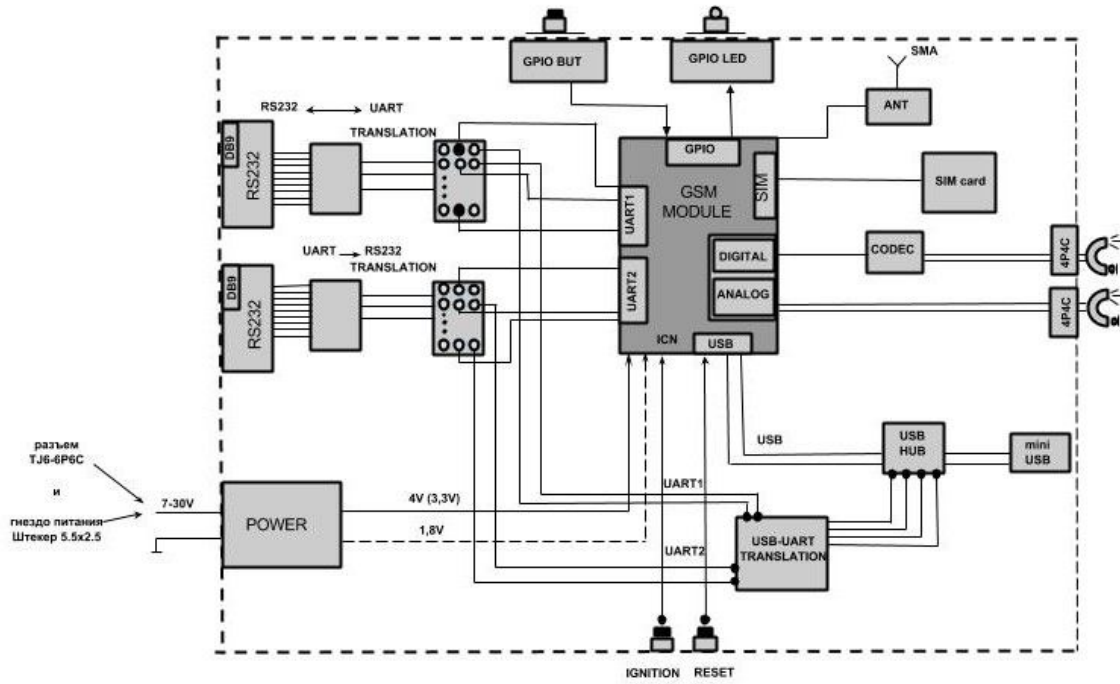 GPIO BUT
GPIO LED
SMA
ANT
RS232 UART
TRANSLATION
DB9
RS232
GPIO
GSM
MODULE
SIM
SIM card
UART1
UART RS232
TRANSLATION
DB9
RS232
UART2
DIGITAL
ANALOG
CODEC
4P4C
4P4C
ICN
USB
разъем
TJ6-6P6C
и
гнездо питания
Штекер 5.5x2.5
7-30V
POWER
4V (3,3V)
1,8V
USB
UART1
UART2
USB
HUB
mini
USB
USB-UART
TRANSLATION
IGNITION
RESET